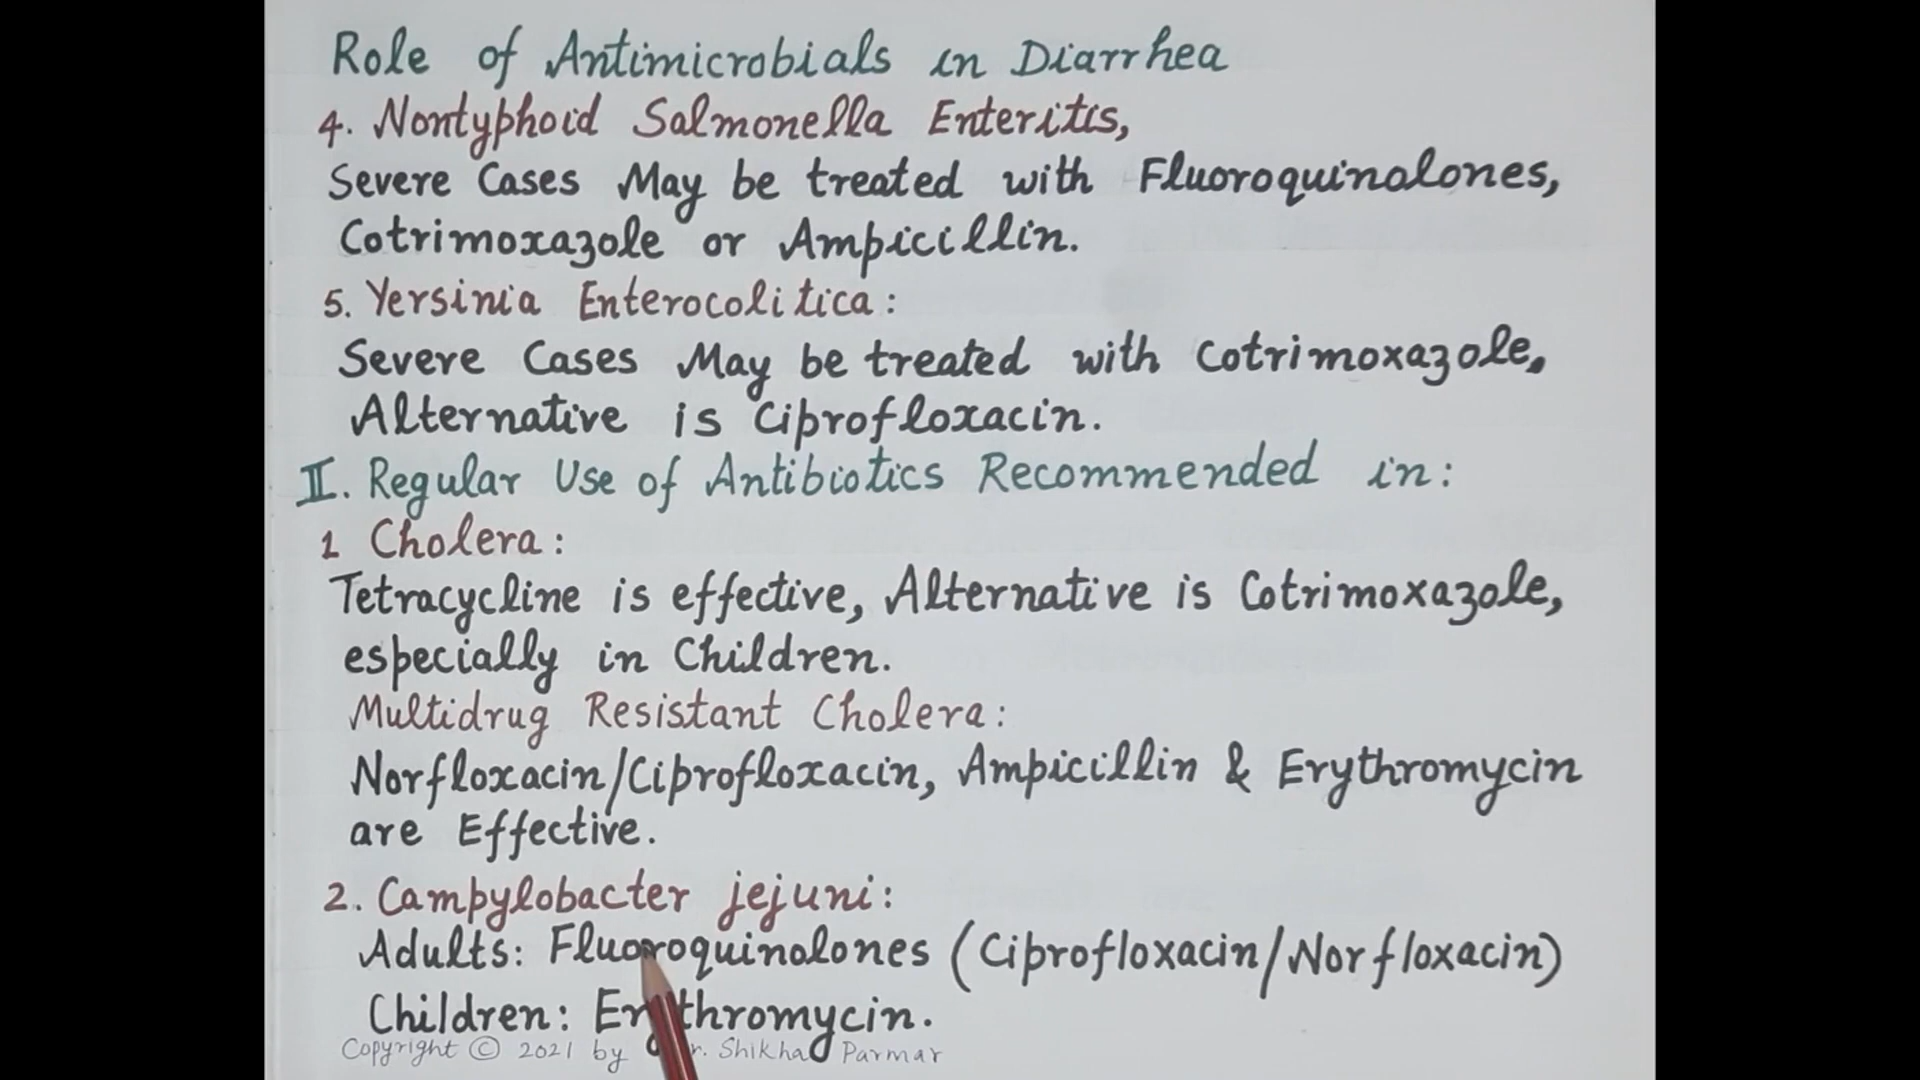 Role of Antimicrobials in Diarrhea
4. Nontyphoid Salmonella Enteritis,
Severe Cases May be treated with Fluoroquinolones,
Cotrimoxazole or Ampicillin.
5. Yersinia Enterocolitica:
Severe Cases May be treated with Cotrimoxazole,
Alternative is Ciprofloxacin.
II. Regular Use of Antibiotics Recommended in:
1 Cholera:
Tetracycline is effective, Alternative is Cotrimoxazole,
especially in Children.
Multidrug Resistant Cholera:
Norfloxacin/Ciprofloxacin, Ampicillin & Erythromycin
are Effective.
2. Campylobacter jejuni:
Adults: Fluoroquinolones (Ciprofloxacin/Norfloxacin)
Children: Erythromycin.
Copyright © 2021 by Dr. Shikha Parmar